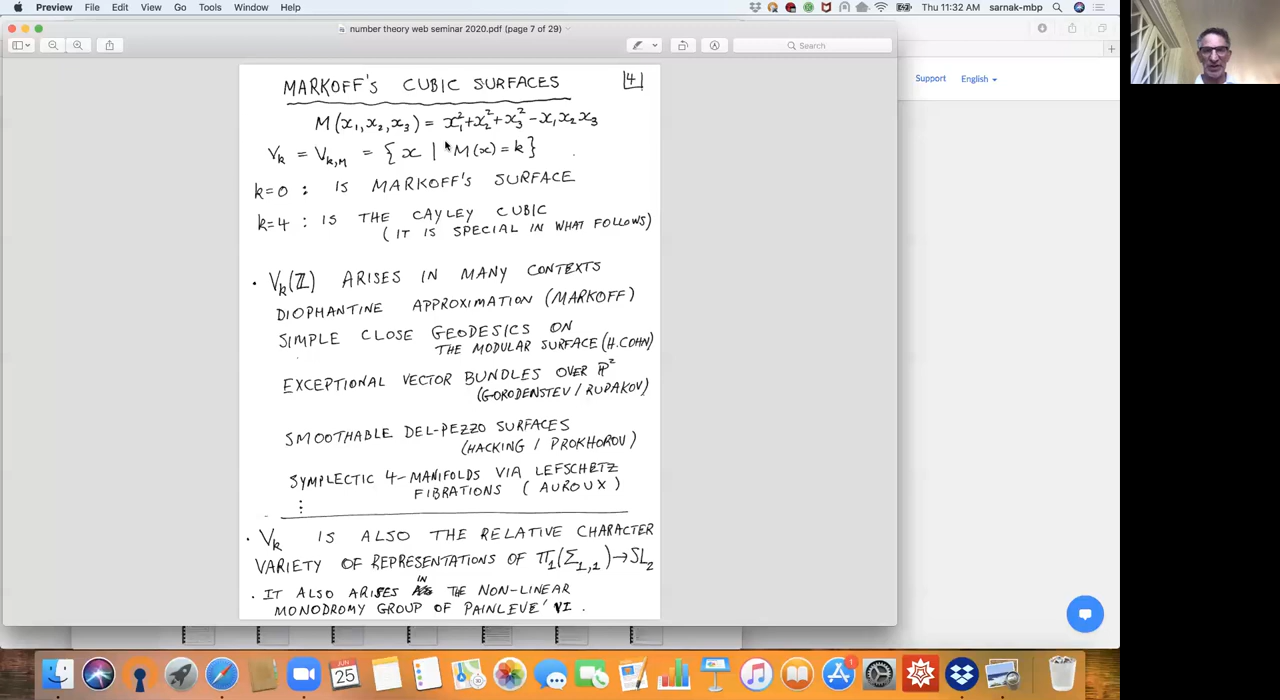 Preview File Edit View Go Tools Window Help
Thu 11:32 AM sarnak-mbp
number theory web seminar 2020.pdf (page 7 of 29)
Search
Support English
MARKOFF'S CUBIC SURFACES
4
M(x₁,x₂,x₃) = x₁²+x₂²+x₃²-x₁x₂x₃
V_k = V_{k,M} = {x | M(x)=k}
k=0 : IS MARKOFF'S SURFACE
k=4 : IS THE CAYLEY CUBIC
(IT IS SPECIAL IN WHAT FOLLOWS)
• V_k(ℤ) ARISES IN MANY CONTEXTS
DIOPHANTINE APPROXIMATION (MARKOFF)
SIMPLE CLOSE GEODESICS ON
THE MODULAR SURFACE (H.COHN)
EXCEPTIONAL VECTOR BUNDLES OVER ℙ²
(GORODENSTEV / RUDAKOV)
SMOOTHABLE DEL-PEZZO SURFACES
(HACKING / PROKHOROV)
SYMPLECTIC 4-MANIFOLDS VIA LEFSCHETZ
FIBRATIONS (AUROUX)
⋮
• V_k IS ALSO THE RELATIVE CHARACTER
VARIETY OF REPRESENTATIONS OF Π₁(Σ₁,₁)→SL₂
• IT ALSO ARISES IN THE NON-LINEAR
MONODROMY GROUP OF PAINLEVE' VI.
JUN
25
1